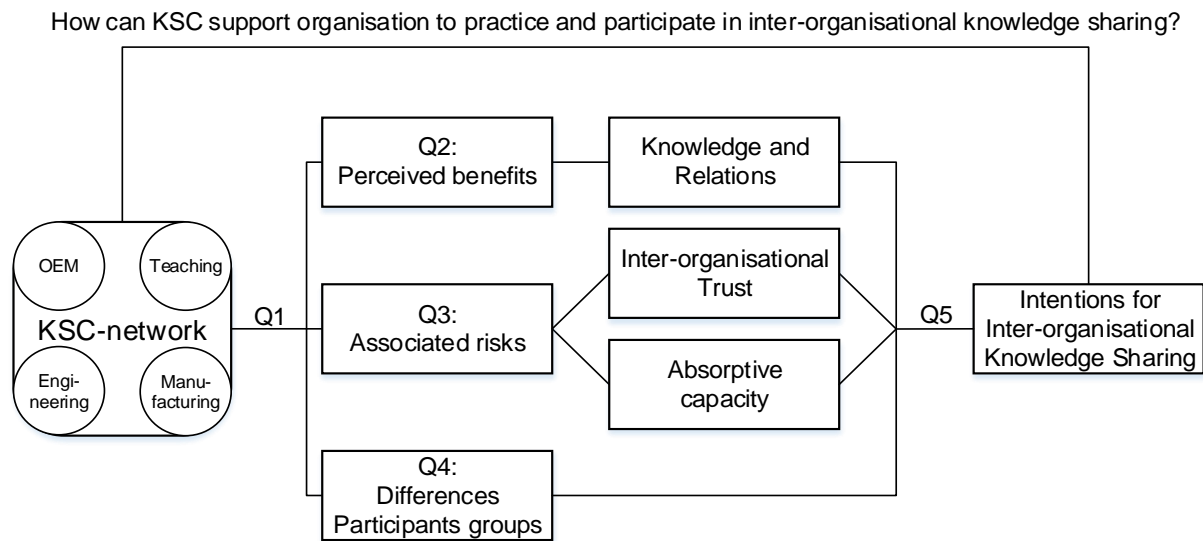 How can KSC support organisation to practice and participate in inter-organisational knowledge sharing?
OEM
Teaching
KSC-network
Engi-
neering
Manu-
facturing
Q1
Q2:
Perceived benefits
Knowledge and
Relations
Q3:
Associated risks
Inter-organisational
Trust
Absorptive
capacity
Q4:
Differences
Participants groups
Q5
Intentions for
Inter-organisational
Knowledge Sharing